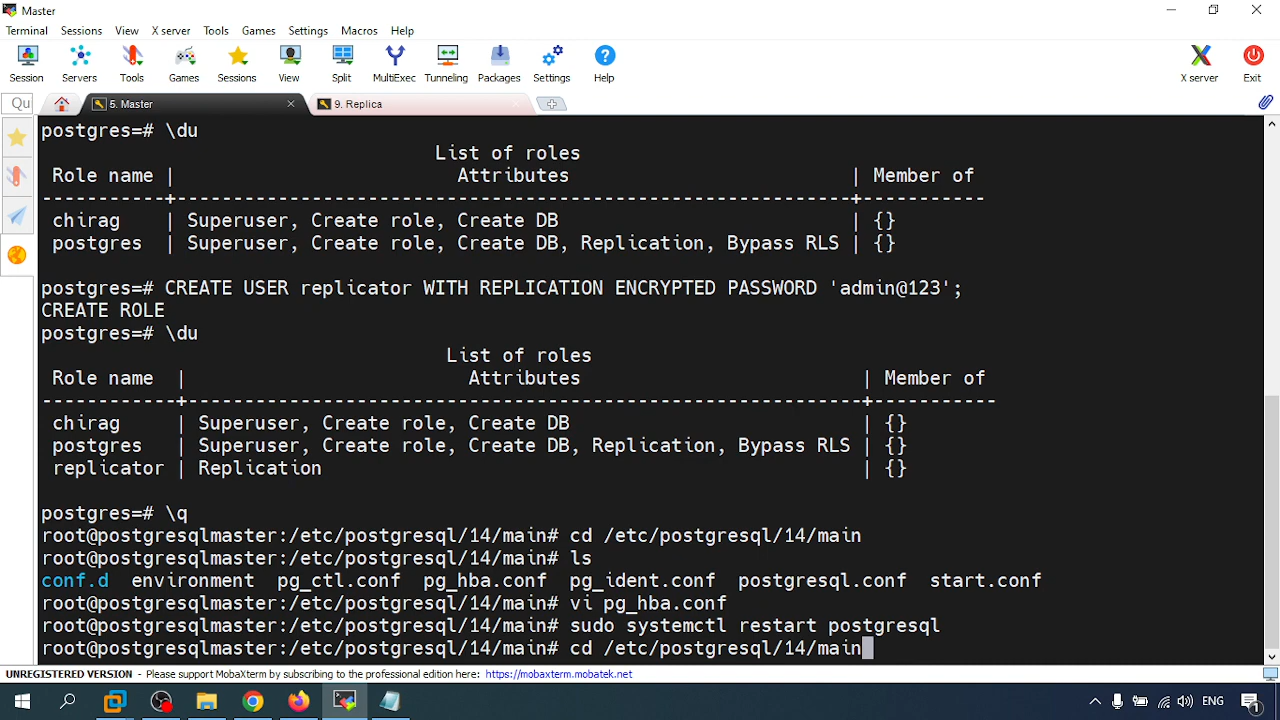 Master
Terminal Sessions View X server Tools Games Settings Macros Help
Session Servers Tools Games Sessions View Split MultiExec Tunneling Packages Settings Help X server Exit
Qu 5. Master 9. Replica
postgres=# \du
List of roles
Role name | Attributes | Member of
-----------+------------------------------------------------------------+-----------
chirag | Superuser, Create role, Create DB | {}
postgres | Superuser, Create role, Create DB, Replication, Bypass RLS | {}
postgres=# CREATE USER replicator WITH REPLICATION ENCRYPTED PASSWORD 'admin@123';
CREATE ROLE
postgres=# \du
List of roles
Role name | Attributes | Member of
------------+------------------------------------------------------------+-----------
chirag | Superuser, Create role, Create DB | {}
postgres | Superuser, Create role, Create DB, Replication, Bypass RLS | {}
replicator | Replication | {}
postgres=# \q
root@postgresqlmaster:/etc/postgresql/14/main# cd /etc/postgresql/14/main
root@postgresqlmaster:/etc/postgresql/14/main# ls
conf.d environment pg_ctl.conf pg_hba.conf pg_ident.conf postgresql.conf start.conf
root@postgresqlmaster:/etc/postgresql/14/main# vi pg_hba.conf
root@postgresqlmaster:/etc/postgresql/14/main# sudo systemctl restart postgresql
root@postgresqlmaster:/etc/postgresql/14/main# cd /etc/postgresql/14/main
UNREGISTERED VERSION - Please support MobaXterm by subscribing to the professional edition here: https://mobaxterm.mobatek.net
ENG 1